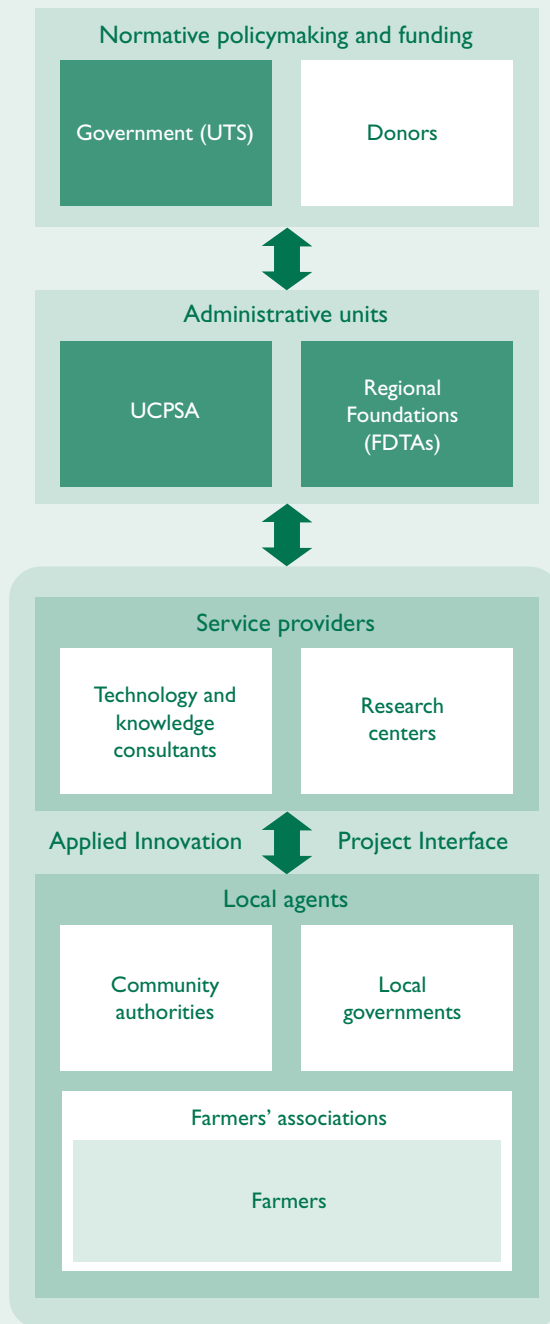 Normative policymaking and funding
Government (UTS)
Donors
Administrative units
UCPSA
Regional
Foundations
(FDTAs)
Service providers
Technology and
knowledge
consultants
Research
centers
Applied Innovation
Project Interface
Local agents
Community
authorities
Local
governments
Farmers’ associations
Farmers